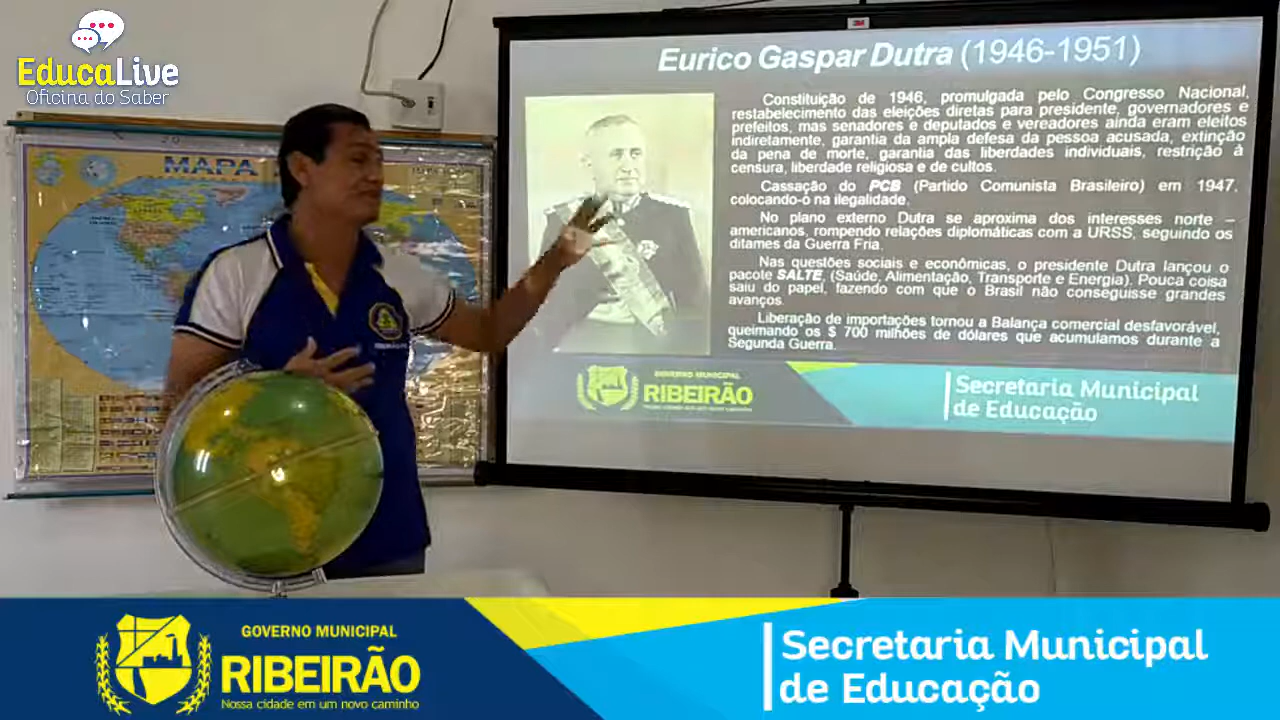 EducaLive
Oficina do Saber
MAPA
3M
Eurico Gaspar Dutra (1946-1951)
Constituição de 1946, promulgada pelo Congresso Nacional,
restabelecimento das eleições diretas para presidente, governadores e
prefeitos, mas senadores e deputados e vereadores ainda eram eleitos
indiretamente, garantia da ampla defesa da pessoa acusada, extinção
da pena de morte, garantia das liberdades individuais, restrição à
censura, liberdade religiosa e de cultos.
Cassação do PCB (Partido Comunista Brasileiro) em 1947,
colocando-o na ilegalidade.
No plano externo Dutra se aproxima dos interesses norte –
americanos, rompendo relações diplomáticas com a URSS, seguindo os
ditames da Guerra Fria.
Nas questões sociais e econômicas, o presidente Dutra lançou o
pacote SALTE, (Saúde, Alimentação, Transporte e Energia). Pouca coisa
saiu do papel, fazendo com que o Brasil não conseguisse grandes
avanços.
Liberação de importações tornou a Balança comercial desfavorável,
queimando os $ 700 milhões de dólares que acumulamos durante a
Segunda Guerra.
GOVERNO MUNICIPAL
RIBEIRÃO
Nossa cidade em um novo caminho
Secretaria Municipal
de Educação
GOVERNO MUNICIPAL
RIBEIRÃO
Nossa cidade em um novo caminho
Secretaria Municipal
de Educação